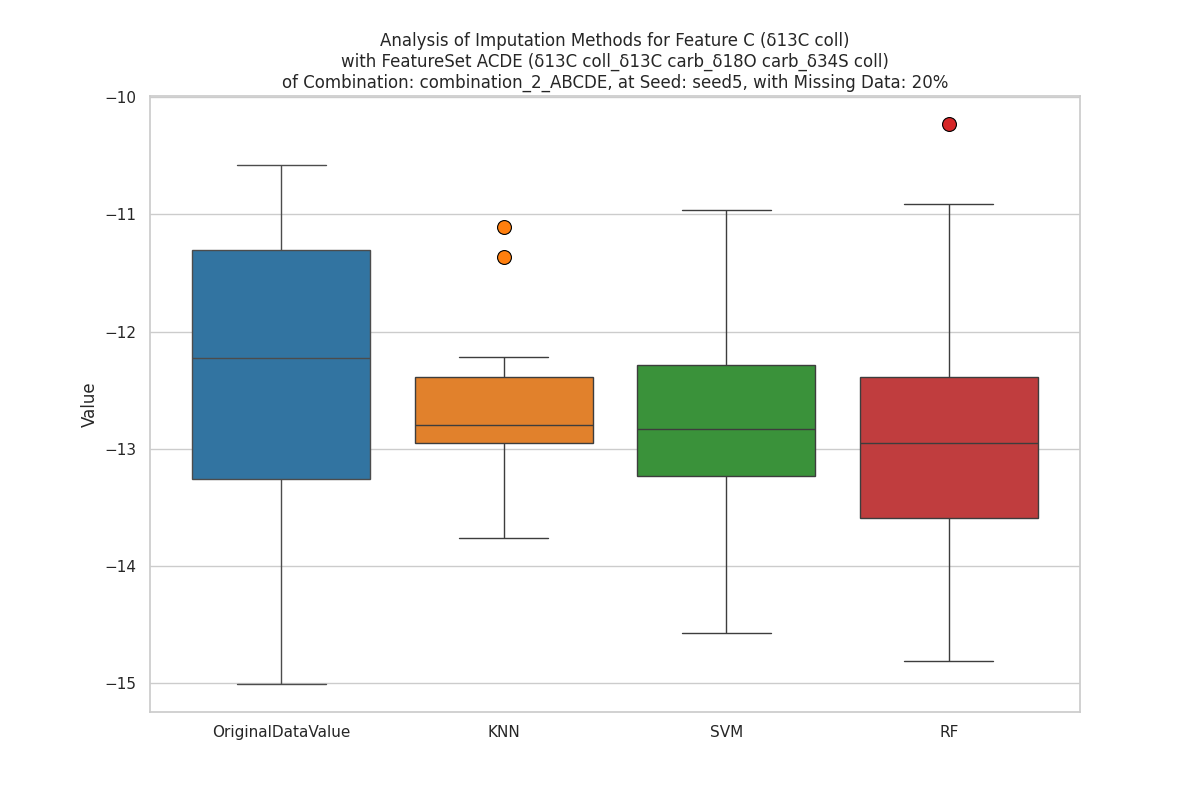 Analysis of Imputation Methods for Feature C (δ13C coll)
with FeatureSet ACDE (δ13C coll_δ13C carb_δ18O carb_δ34S coll)
of Combination: combination_2_ABCDE, at Seed: seed5, with Missing Data: 20%
−10
−11
−12
−13
−14
−15
Value
OriginalDataValue
KNN
SVM
RF